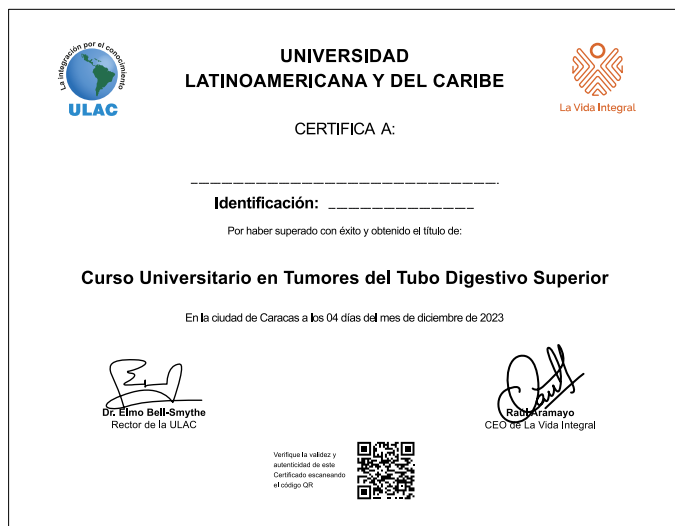 La integración por el conocimiento
ULAC
UNIVERSIDAD
LATINOAMERICANA Y DEL CARIBE
La Vida Integral
CERTIFICA A:
Identificación:
Por haber superado con éxito y obtenido el título de:
Curso Universitario en Tumores del Tubo Digestivo Superior
En la ciudad de Caracas a los 04 días del mes de diciembre de 2023
Dr. Elmo Bell-Smythe
Rector de la ULAC
Raúl Aramayo
CEO de La Vida Integral
Verifique la validez y
autenticidad de este
Certificado escaneando
el código QR